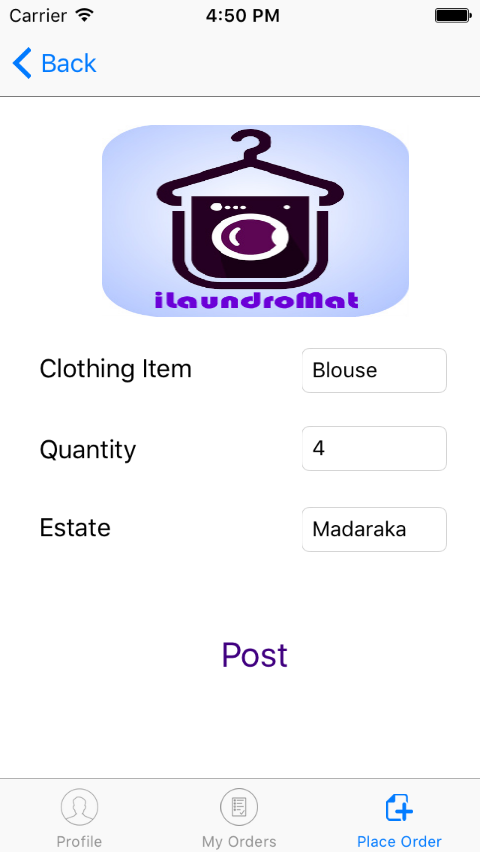 Carrier 4:50 PM
Back
iLaundroMat
Clothing Item Blouse
Quantity 4
Estate Madaraka
Post
Profile My Orders Place Order